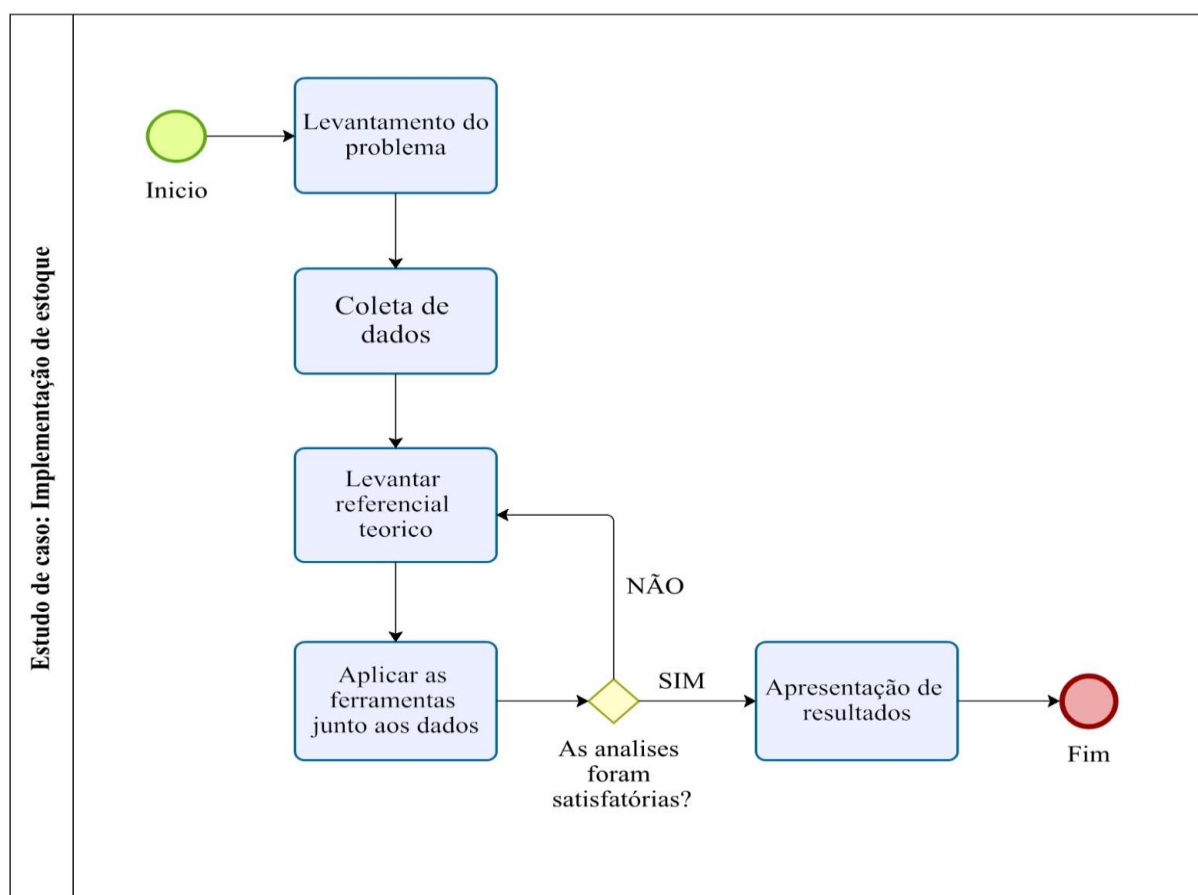 Estudo de caso: Implementação de estoque
Inicio
Levantamento do
problema
Coleta de
dados
Levantar
referencial
teorico
NÃO
Aplicar as
ferramentas
junto aos dados
SIM
As analises
foram
satisfatórias?
Apresentação de
resultados
Fim